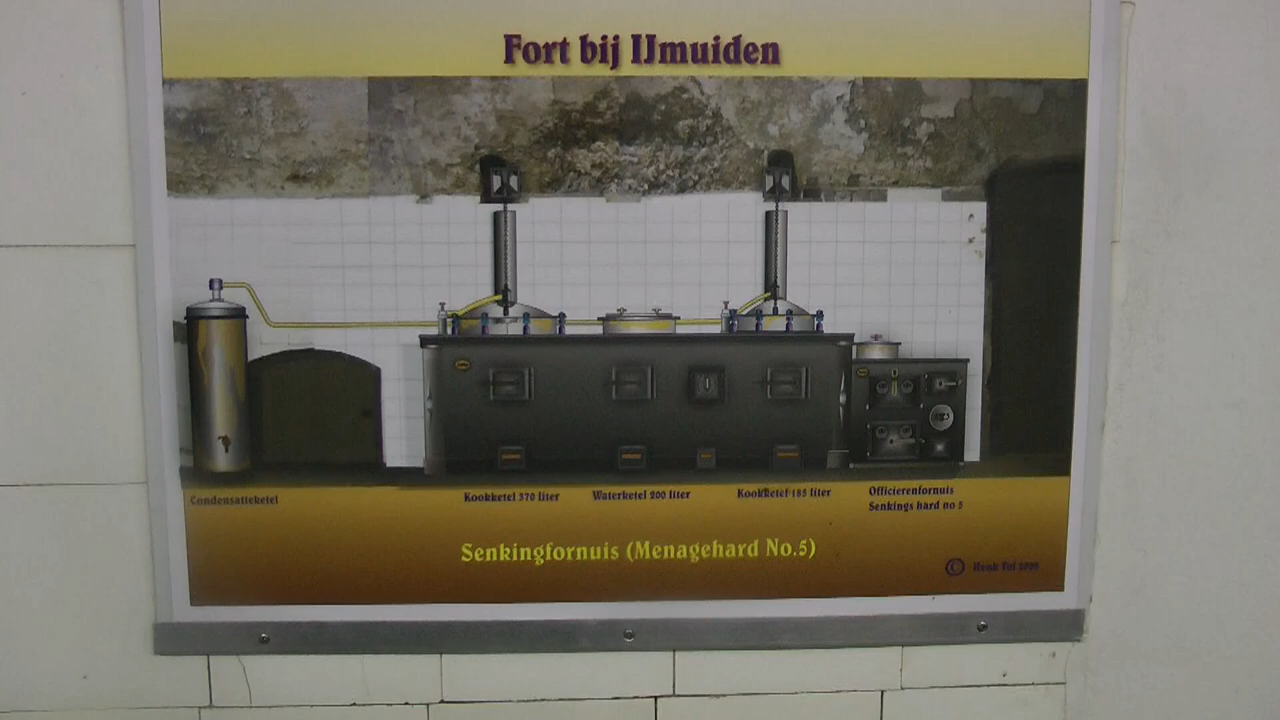 Fort bij IJmuiden
Condensatieketel
Kookketel 370 liter
Waterketel 200 liter
Kookketel 185 liter
Officierenfornuis
Senkings hard no 5
Senkingfornuis (Menagehard No.5)
© Henk